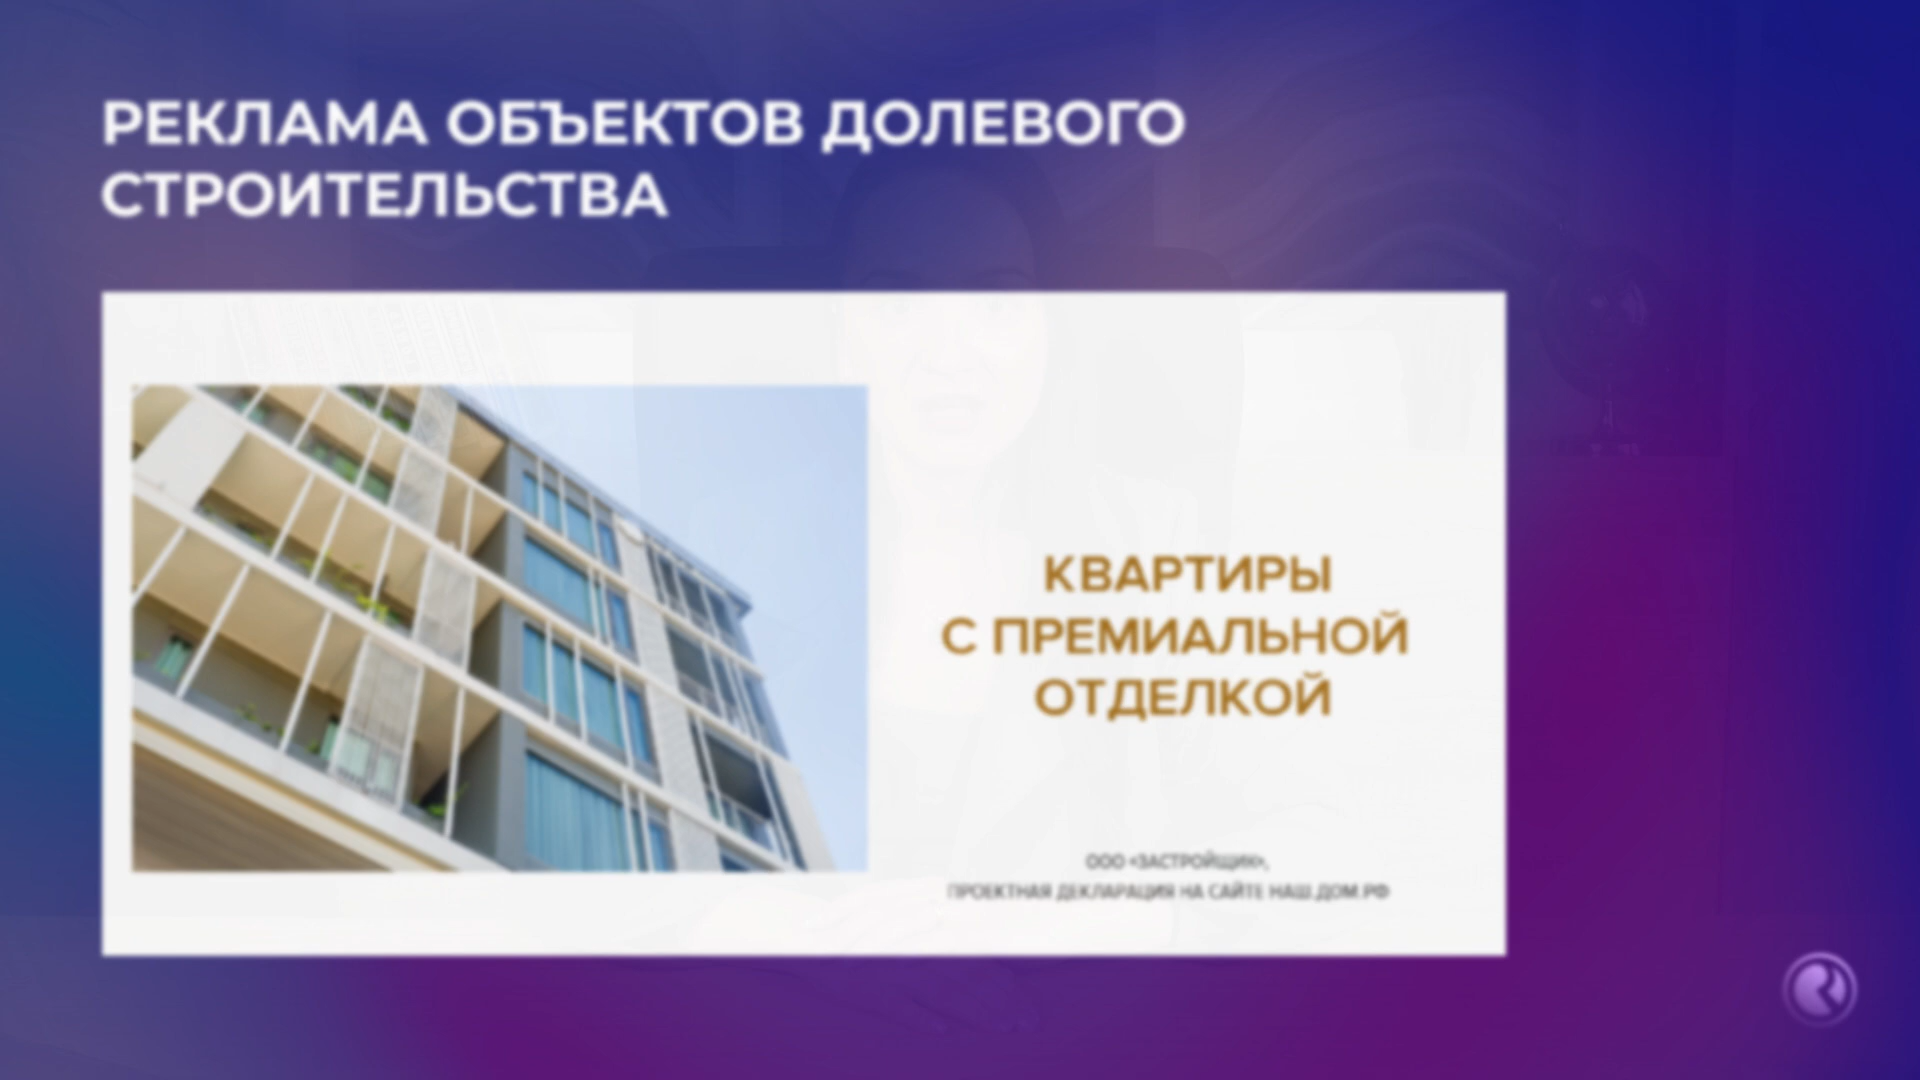 РЕКЛАМА ОБЪЕКТОВ ДОЛЕВОГО
СТРОИТЕЛЬСТВА
КВАРТИРЫ
С ПРЕМИАЛЬНОЙ
ОТДЕЛКОЙ
ООО «ЗАСТРОЙЩИК»,
ПРОЕКТНАЯ ДЕКЛАРАЦИЯ НА САЙТЕ НАШ.ДОМ.РФ